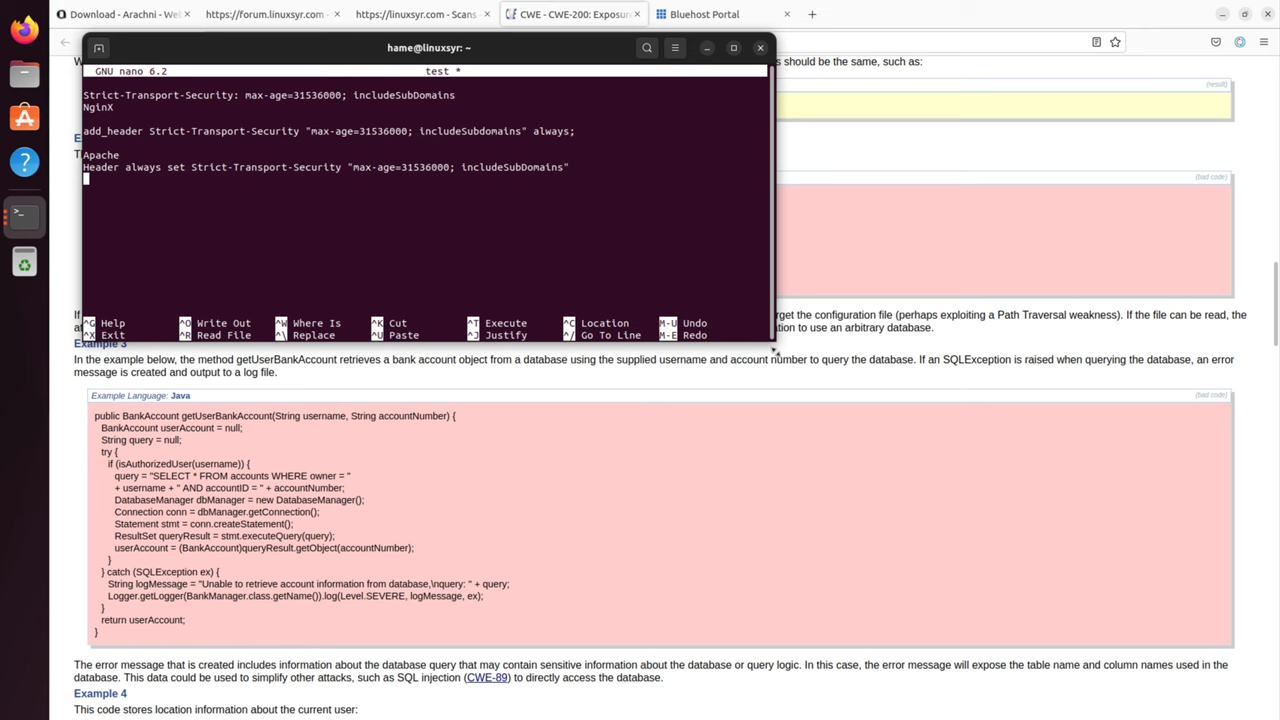 Download - Arachni - We
https://forum.linuxsyr.com -
https://linuxsyr.com - Scans
CWE - CWE-200: Exposur
Bluehost Portal
hame@linuxsyr: ~
GNU nano 6.2 test *
Strict-Transport-Security: max-age=31536000; includeSubDomains
NginX
add_header Strict-Transport-Security "max-age=31536000; includeSubdomains" always;
Apache
Header always set Strict-Transport-Security "max-age=31536000; includeSubDomains"
^G Help ^O Write Out ^W Where Is ^K Cut ^T Execute ^C Location M-U Undo
^X Exit ^R Read File ^\ Replace ^U Paste ^J Justify ^/ Go To Line M-E Redo
s should be the same, such as:
(result)
(bad code)
If
rget the configuration file (perhaps exploiting a Path Traversal weakness). If the file can be read, the
ation to use an arbitrary database.
Example 3
In the example below, the method getUserBankAccount retrieves a bank account object from a database using the supplied username and account number to query the database. If an SQLException is raised when querying the database, an error
message is created and output to a log file.
Example Language: Java (bad code)
public BankAccount getUserBankAccount(String username, String accountNumber) {
BankAccount userAccount = null;
String query = null;
try {
if (isAuthorizedUser(username)) {
query = "SELECT * FROM accounts WHERE owner = "
+ username + " AND accountID = " + accountNumber;
DatabaseManager dbManager = new DatabaseManager();
Connection conn = dbManager.getConnection();
Statement stmt = conn.createStatement();
ResultSet queryResult = stmt.executeQuery(query);
userAccount = (BankAccount)queryResult.getObject(accountNumber);
}
} catch (SQLException ex) {
String logMessage = "Unable to retrieve account information from database,\nquery: " + query;
Logger.getLogger(BankManager.class.getName()).log(Level.SEVERE, logMessage, ex);
}
return userAccount;
}
The error message that is created includes information about the database query that may contain sensitive information about the database or query logic. In this case, the error message will expose the table name and column names used in the
database. This data could be used to simplify other attacks, such as SQL injection (CWE-89) to directly access the database.
Example 4
This code stores location information about the current user: